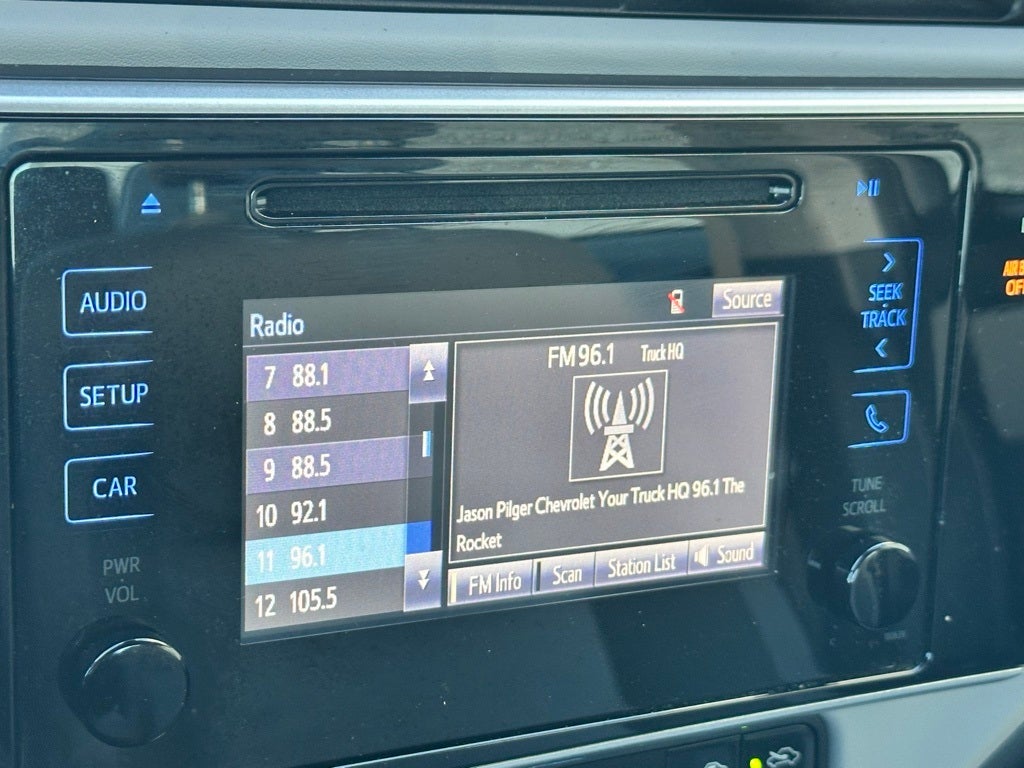 AUDIO
SETUP
CAR
PWR
VOL
Radio
Source
7 88.1
8 88.5
9 88.5
10 92.1
11 96.1
12 105.5
FM 96.1 Truck HQ
Jason Pilger Chevrolet Your Truck HQ 96.1 The
Rocket
FM Info
Scan
Station List
Sound
SEEK
TRACK
TUNE
SCROLL